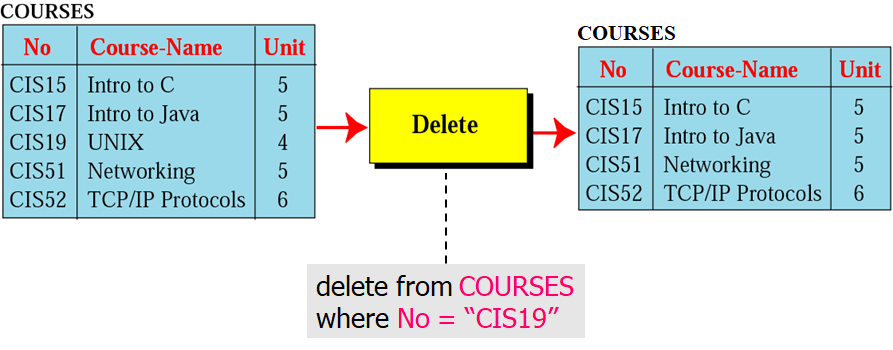 COURSES
No Course-Name Unit
CIS15 Intro to C 5
CIS17 Intro to Java 5
CIS19 UNIX 4
CIS51 Networking 5
CIS52 TCP/IP Protocols 6
Delete
COURSES
No Course-Name Unit
CIS15 Intro to C 5
CIS17 Intro to Java 5
CIS51 Networking 5
CIS52 TCP/IP Protocols 6
delete from COURSES
where No = “CIS19”